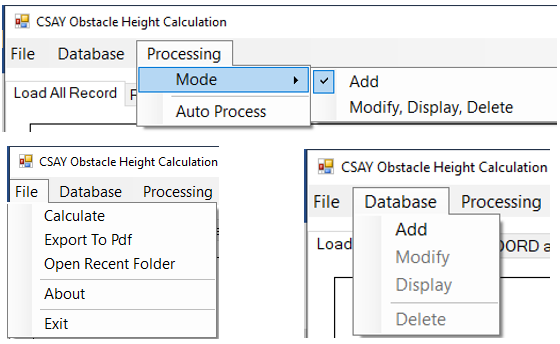 CSAY Obstacle Height Calculation
File Database Processing
Mode
Add
Load All Record
Modify, Display, Delete
Auto Process
CSAY Obstacle Height Calculation
File Database Processing
Calculate
Export To Pdf
Open Recent Folder
About
Exit
CSAY Obstacle Height Calculation
File Database Processing
Add
Modify
Display
Delete